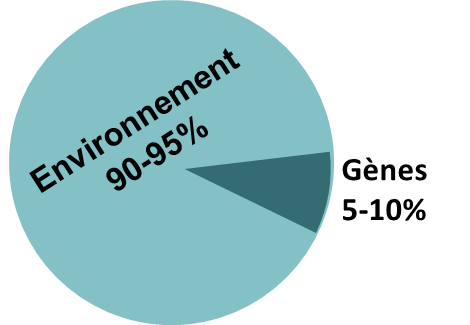 Environnement
90-95%
Gènes
5-10%